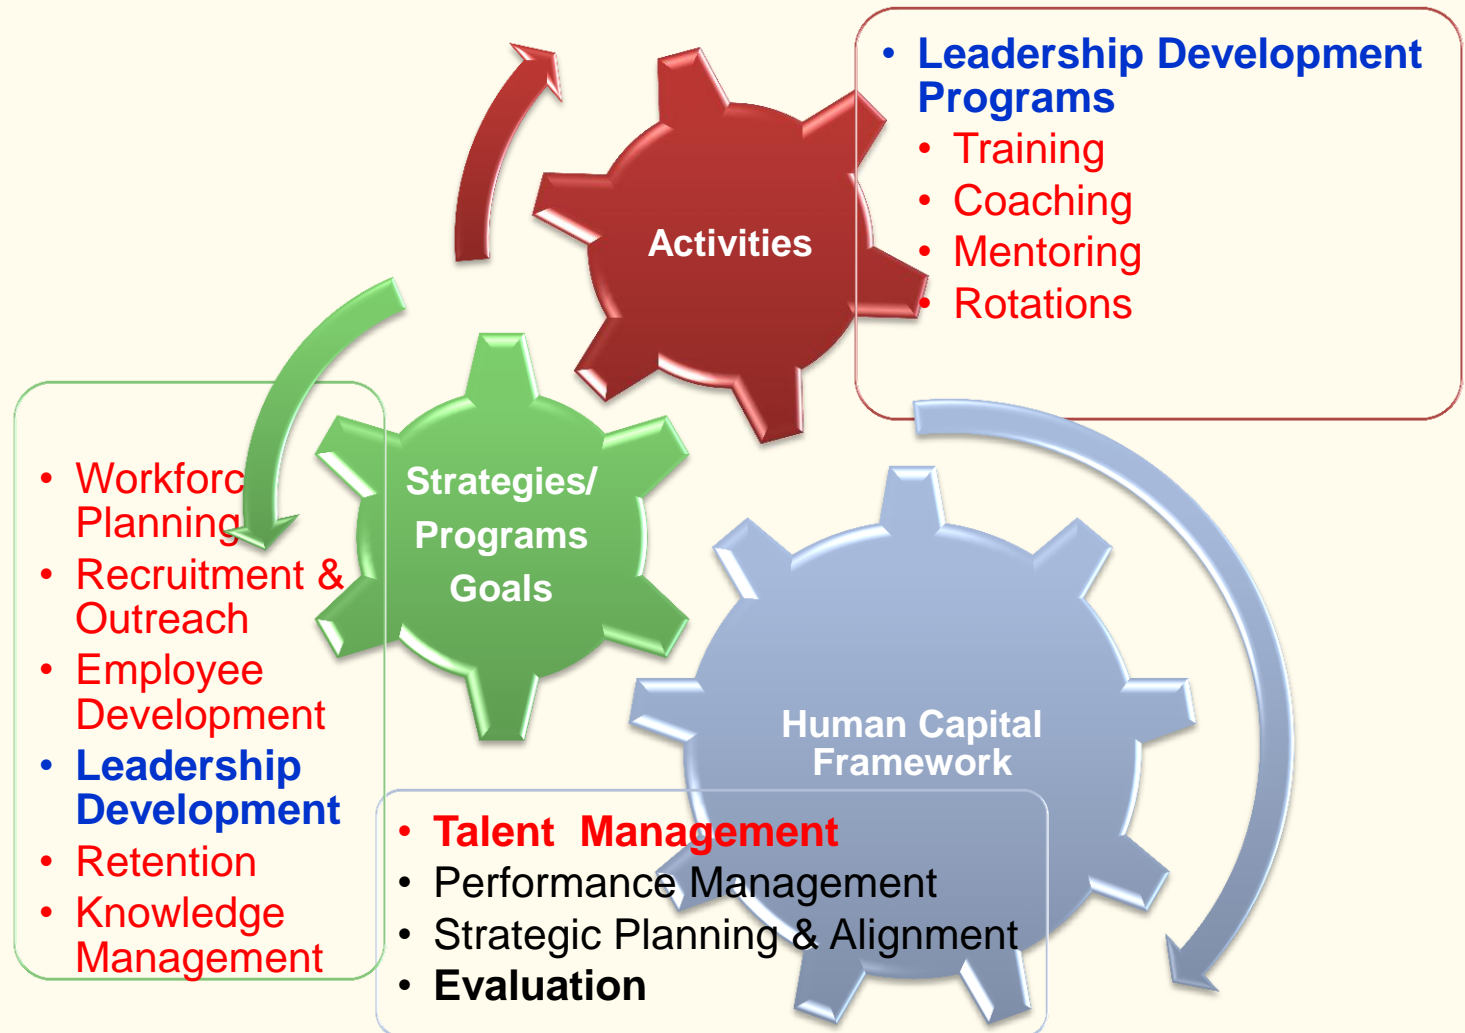 • Leadership Development
Programs
• Training
• Coaching
• Mentoring
• Rotations
Activities
Strategies/
Programs
Goals
• Workforc
Planning
• Recruitment &
Outreach
• Employee
Development
• Leadership
Development
• Retention
• Knowledge
Management
Human Capital
Framework
• Talent Management
• Performance Management
• Strategic Planning & Alignment
• Evaluation